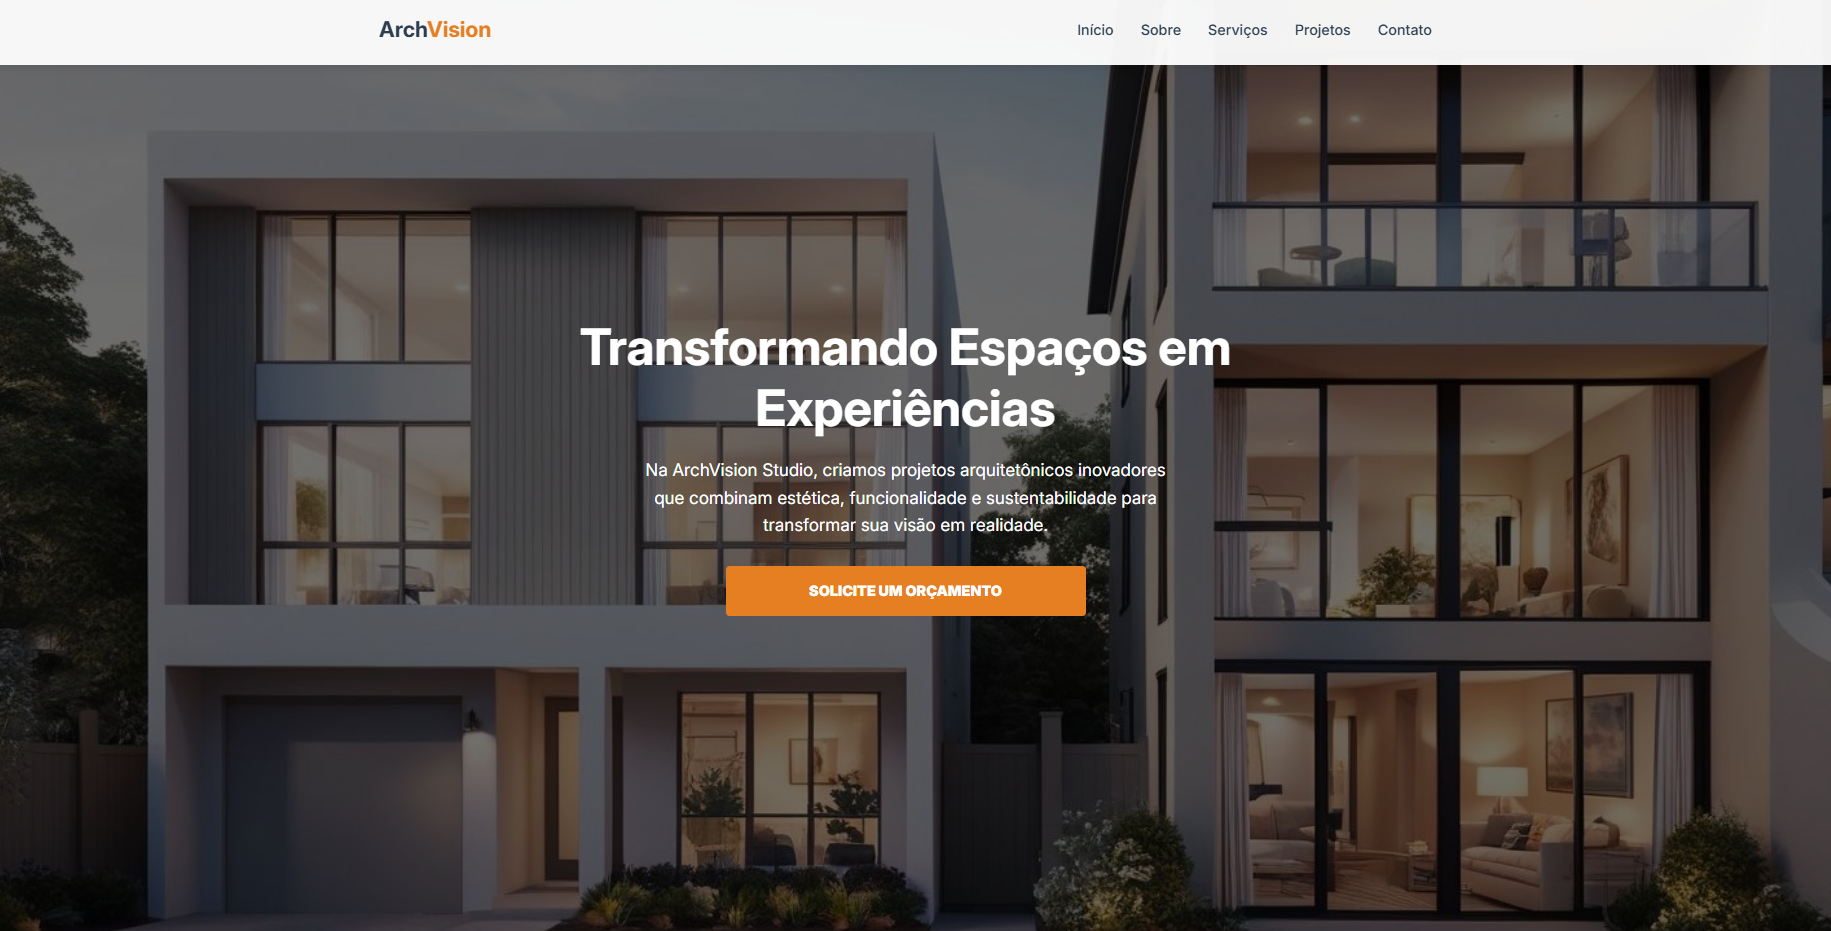 ArchVision
Início Sobre Serviços Projetos Contato
Transformando Espaços em
Experiências
Na ArchVision Studio, criamos projetos arquitetônicos inovadores
que combinam estética, funcionalidade e sustentabilidade para
transformar sua visão em realidade.
SOLICITE UM ORÇAMENTO